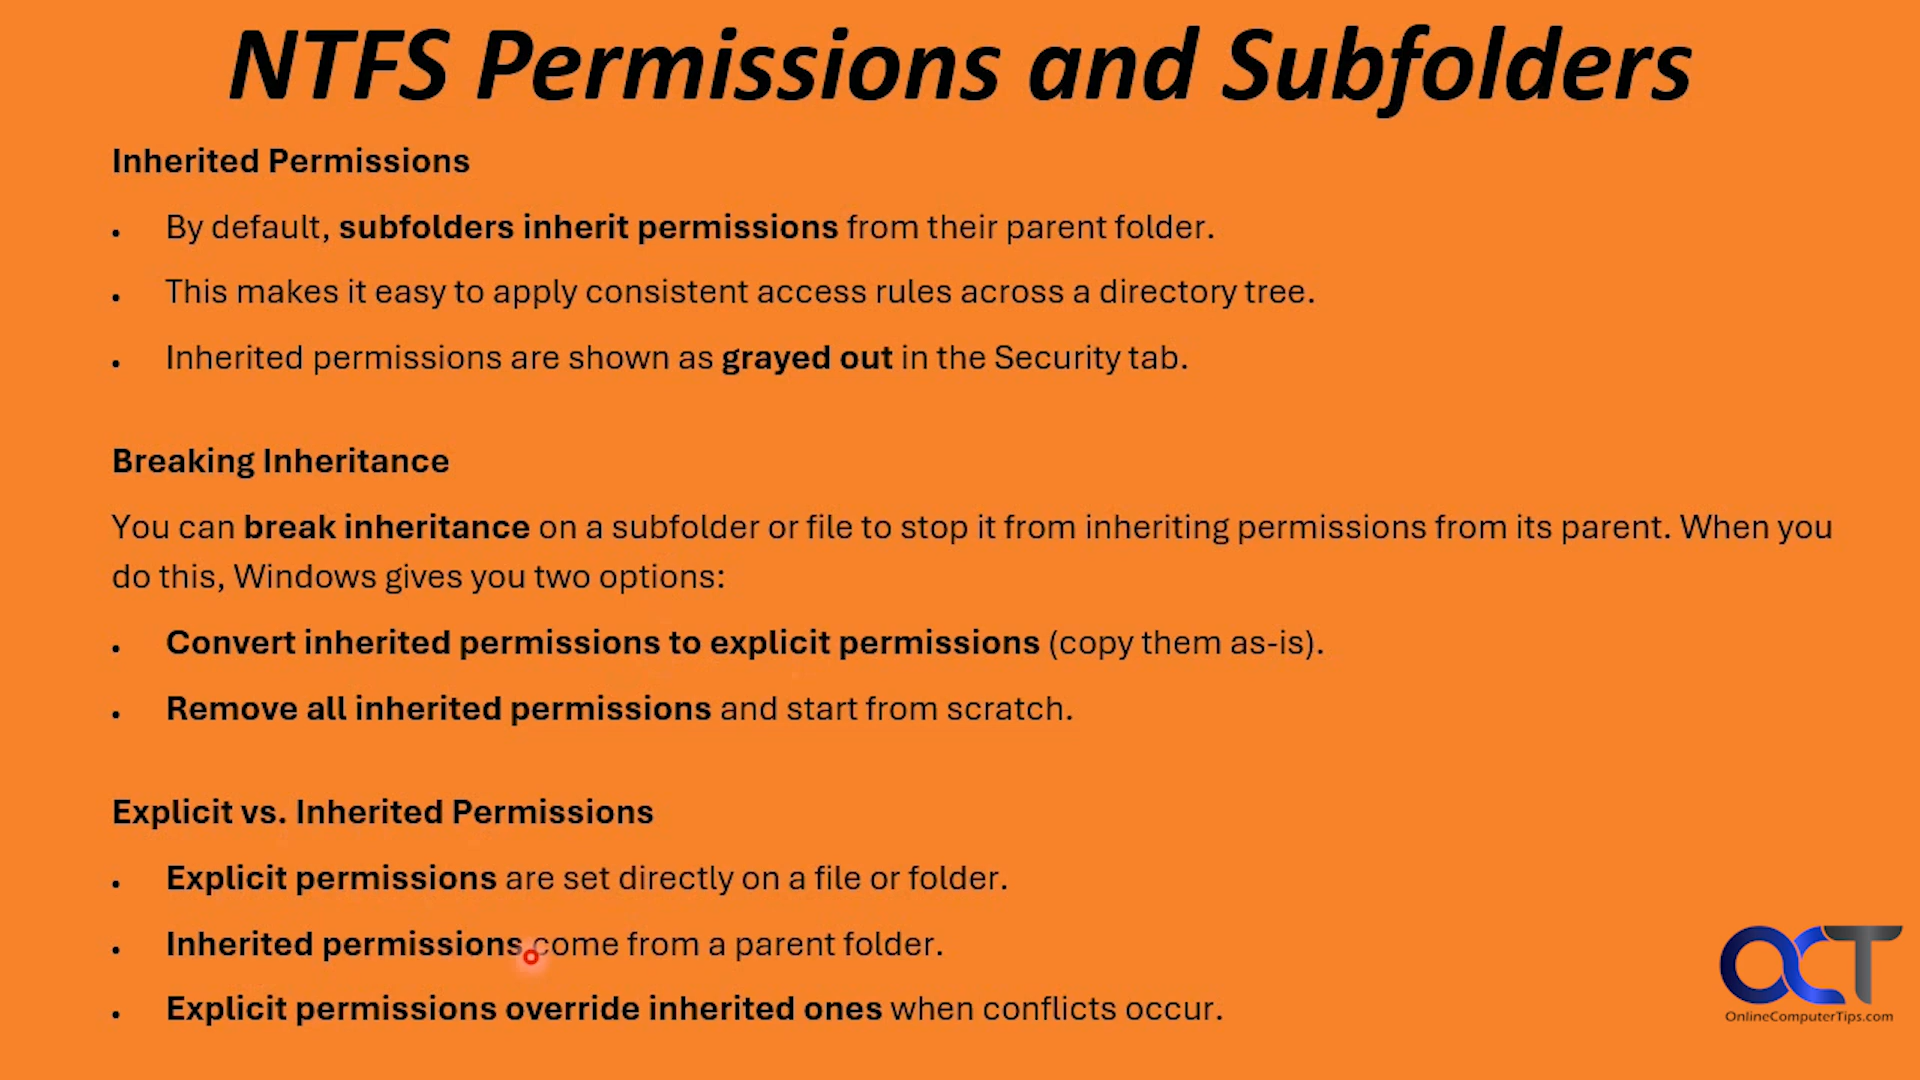 NTFS Permissions and Subfolders
Inherited Permissions
• By default, subfolders inherit permissions from their parent folder.
• This makes it easy to apply consistent access rules across a directory tree.
• Inherited permissions are shown as grayed out in the Security tab.
Breaking Inheritance
You can break inheritance on a subfolder or file to stop it from inheriting permissions from its parent. When you
do this, Windows gives you two options:
• Convert inherited permissions to explicit permissions (copy them as-is).
• Remove all inherited permissions and start from scratch.
Explicit vs. Inherited Permissions
• Explicit permissions are set directly on a file or folder.
• Inherited permissions come from a parent folder.
• Explicit permissions override inherited ones when conflicts occur.
OCT
OnlineComputerTips.com